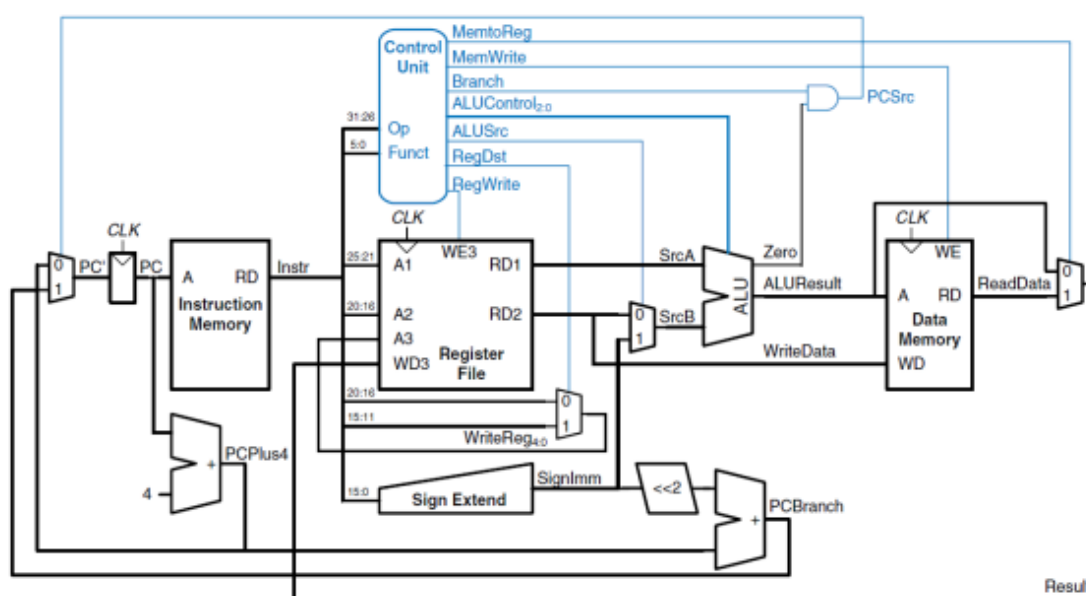 MemtoReg
Control Unit
MemWrite
Branch
ALUControl2:0
PCSrc
31:26
Op
ALUSrc
5:0
Funct
RegDst
RegWrite
CLK
CLK
CLK
0
1
PC'
PC
A
RD
Instruction Memory
Instr
25:21
A1
WE3
RD1
SrcA
Zero
WE
ALU
ALUResult
A
RD
ReadData
0
1
20:16
A2
RD2
0
1
SrcB
Data Memory
A3
WD3
Register File
WriteData
WD
20:16
0
15:11
1
WriteReg4:0
PCPlus4
+
4
15:0
Sign Extend
SignImm
<<2
PCBranch
+
Resul